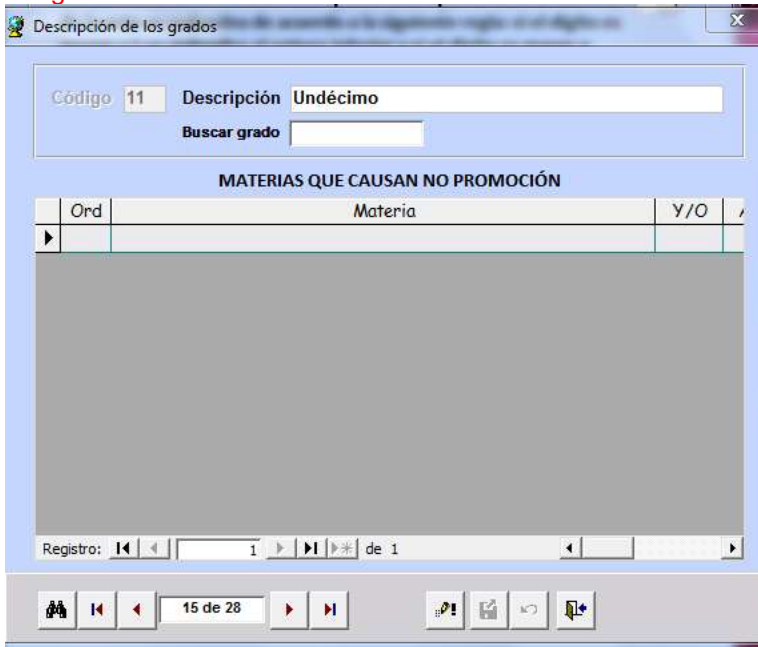 Descripción de los grados
Código 11 Descripción Undécimo
Buscar grado
MATERIAS QUE CAUSAN NO PROMOCIÓN
Ord Materia Y/O
Registro: 1 de 1
15 de 28